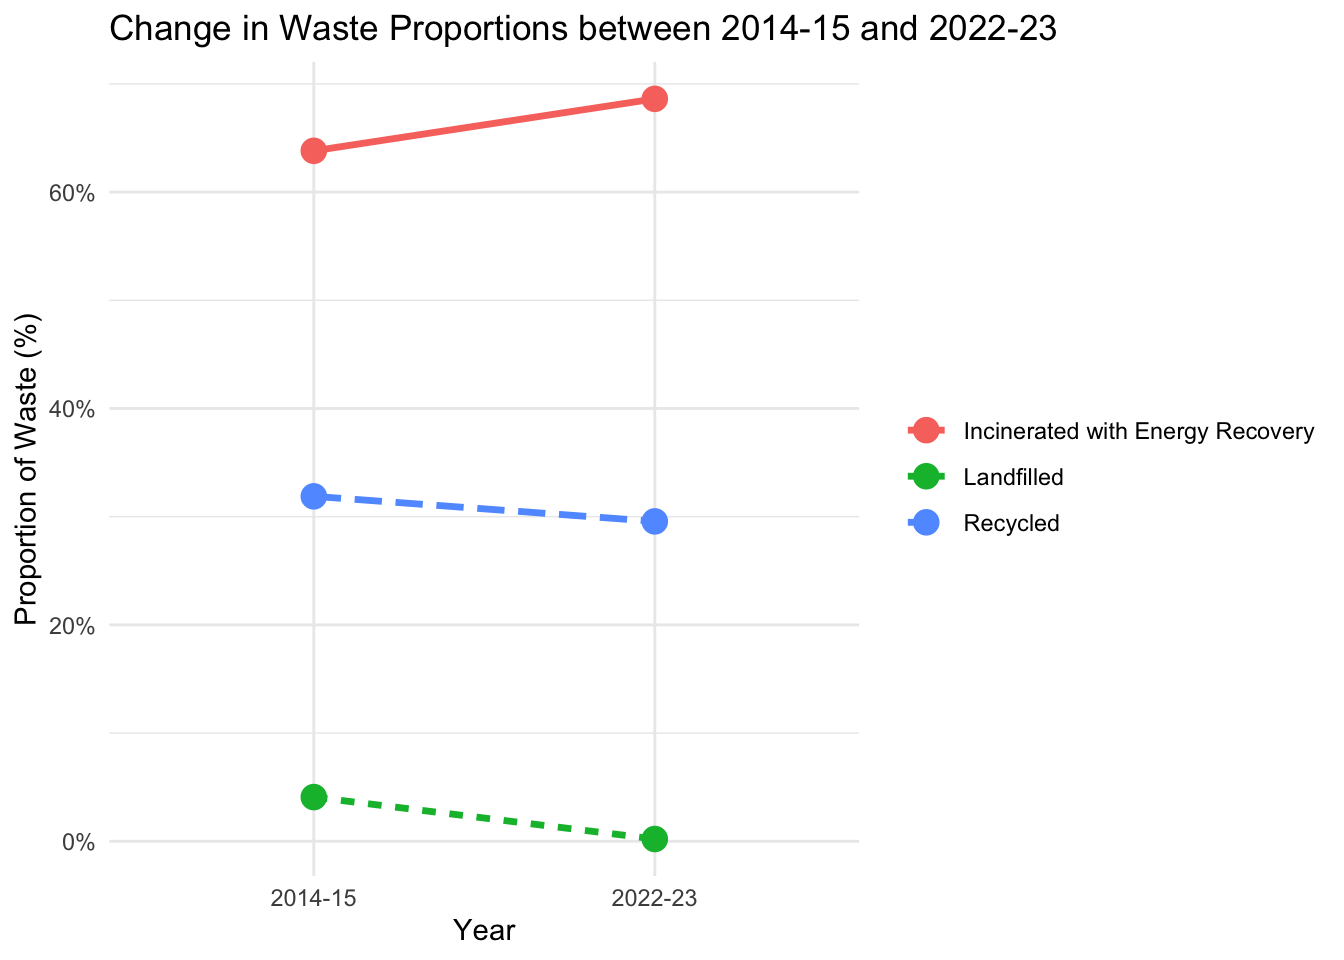 Change in Waste Proportions between 2014-15 and 2022-23
Proportion of Waste (%)
60%
40%
20%
0%
2014-15
2022-23
Year
Incinerated with Energy Recovery
Landfilled
Recycled